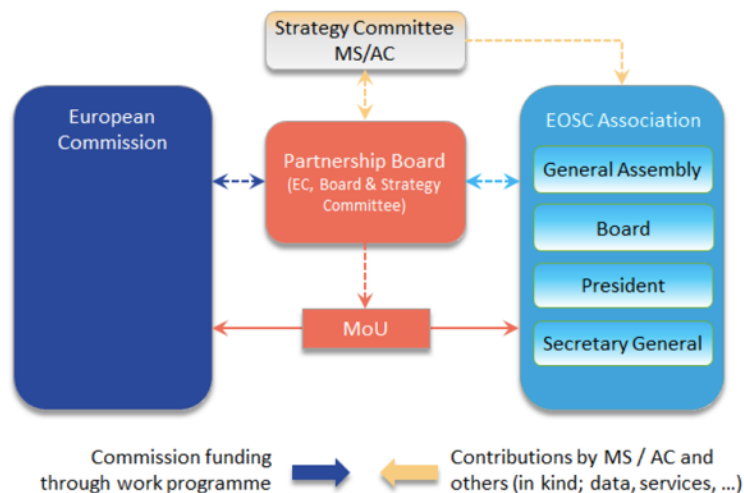 Strategy Committee
MS/AC
European
Commission
EOSC Association
Partnership Board
(EC, Board & Strategy
Committee)
General Assembly
Board
President
Secretary General
MoU
Commission funding
through work programme
Contributions by MS / AC and
others (in kind; data, services, ...)